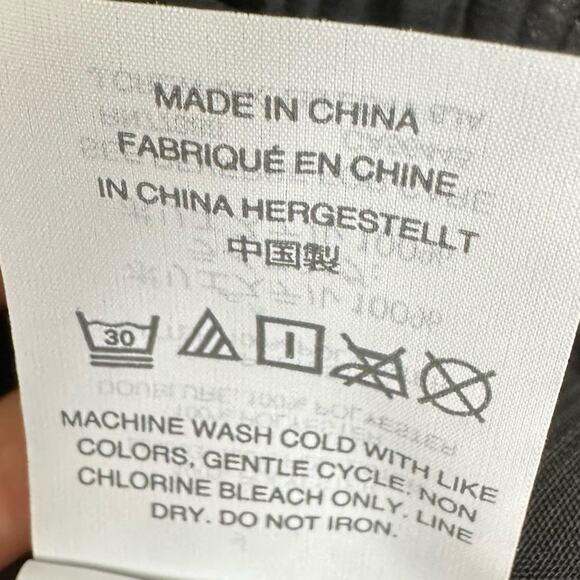 MADE IN CHINA
FABRIQUÉ EN CHINE
IN CHINA HERGESTELLT
中国製
30
MACHINE WASH COLD WITH LIKE
COLORS, GENTLE CYCLE. NON
CHLORINE BLEACH ONLY. LINE
DRY. DO NOT IRON.